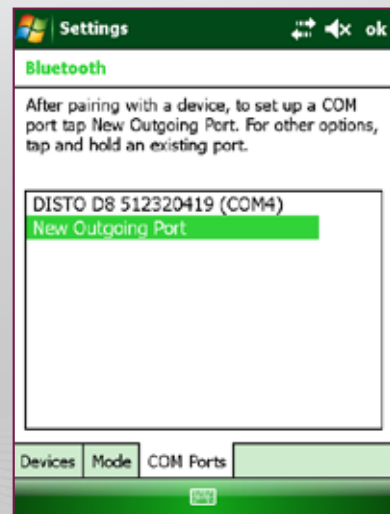 Settings ok
Bluetooth
After pairing with a device, to set up a COM
port tap New Outgoing Port. For other options,
tap and hold an existing port.
DISTO D8 512320419 (COM4)
New Outgoing Port
Devices Mode COM Ports